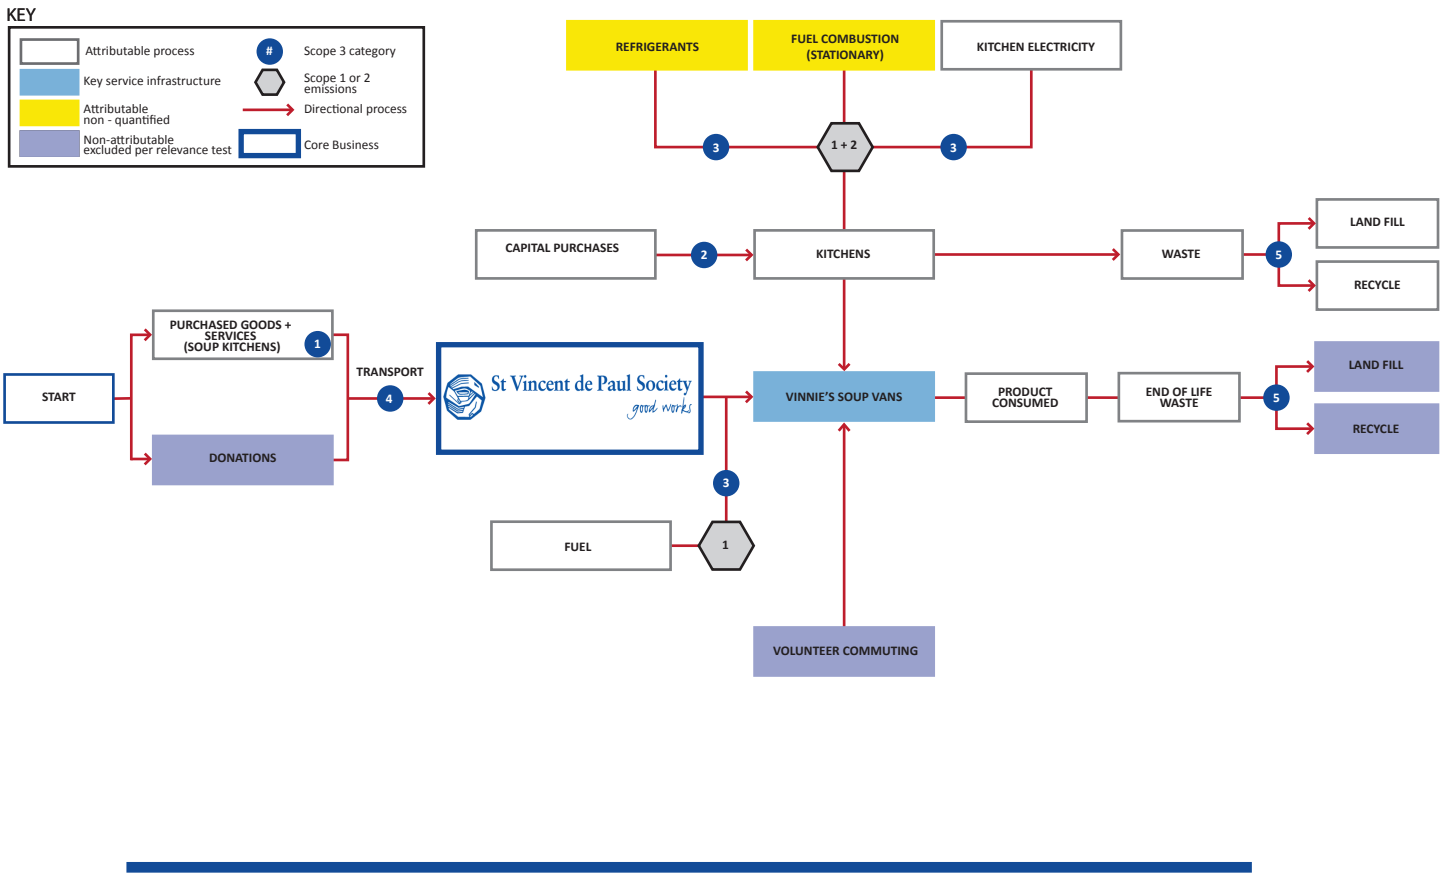 KEY
Attributable process
# Scope 3 category
Key service infrastructure
Scope 1 or 2
emissions
Attributable
non - quantified
Directional process
Non-attributable
excluded per relevance test
Core Business
REFRIGERANTS
FUEL COMBUSTION
(STATIONARY)
KITCHEN ELECTRICITY
3
1 + 2
3
CAPITAL PURCHASES
2
KITCHENS
WASTE
5
LAND FILL
RECYCLE
START
PURCHASED GOODS +
SERVICES
(SOUP KITCHENS)
1
DONATIONS
TRANSPORT
4
St Vincent de Paul Society
good works
VINNIE'S SOUP VANS
PRODUCT
CONSUMED
END OF LIFE
WASTE
5
LAND FILL
RECYCLE
3
FUEL
1
VOLUNTEER COMMUTING